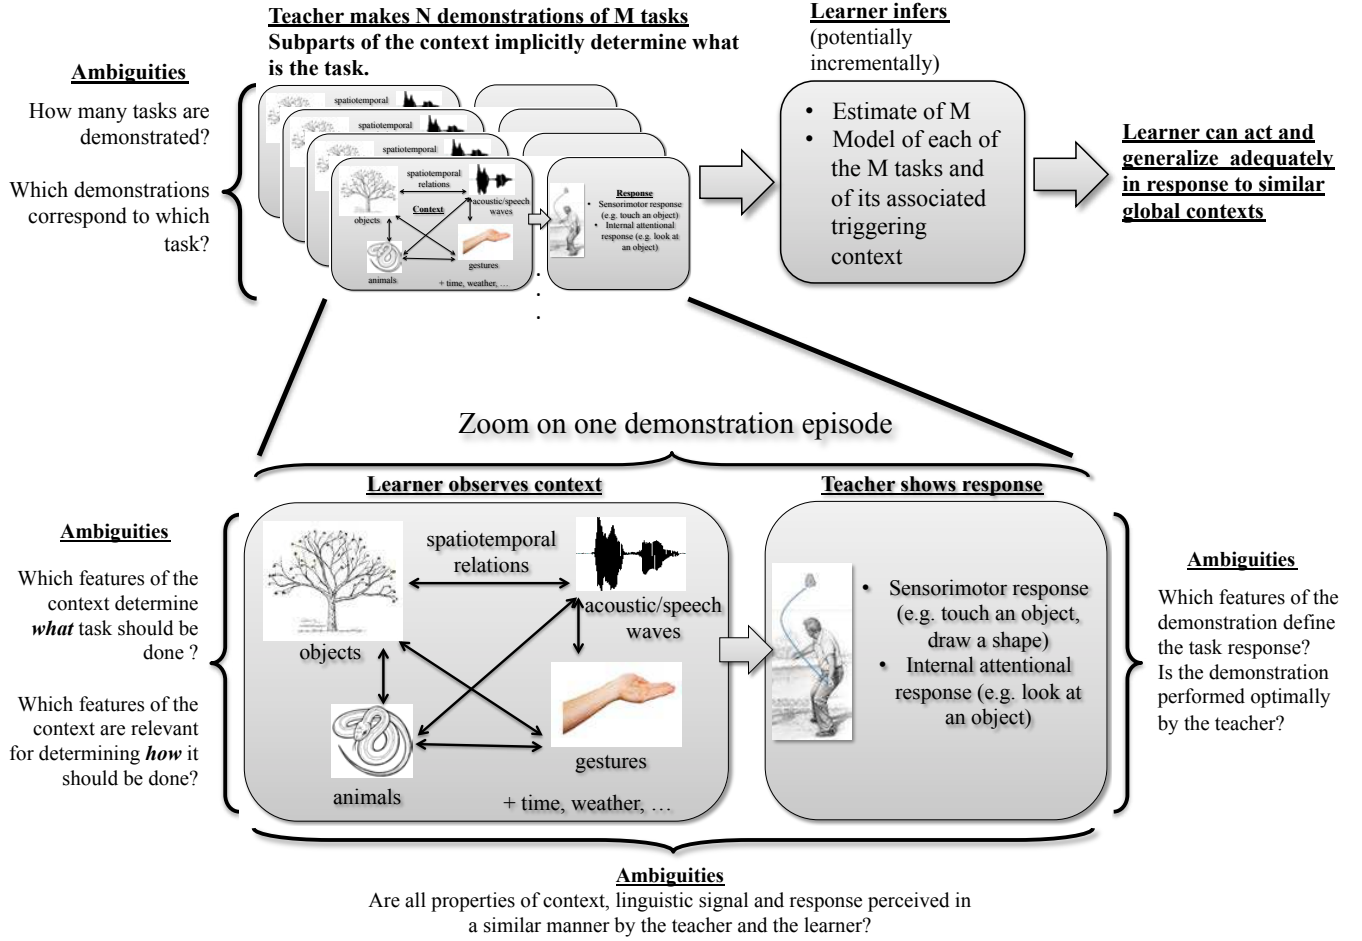 Teacher makes N demonstrations of M tasks
Subparts of the context implicitly determine what
is the task.
Learner infers
(potentially
incrementally)
Ambiguities
How many tasks are
demonstrated?
Which demonstrations
correspond to which
task?
spatiotemporal
spatiotemporal
spatiotemporal
spatiotemporal
relations
Context
acoustic/speech
waves
objects
gestures
animals
+ time, weather, …
Response
• Sensorimotor response
(e.g. touch an object)
• Internal attentional
response (e.g. look at
an object)
• Estimate of M
• Model of each of
the M tasks and
of its associated
triggering
context
Learner can act and
generalize adequately
in response to similar
global contexts
Zoom on one demonstration episode
Learner observes context
Teacher shows response
Ambiguities
Which features of the
context determine
what task should be
done ?
Which features of the
context are relevant
for determining how it
should be done?
spatiotemporal
relations
acoustic/speech
waves
objects
gestures
animals
+ time, weather, …
• Sensorimotor response
(e.g. touch an object,
draw a shape)
• Internal attentional
response (e.g. look at
an object)
Ambiguities
Which features of the
demonstration define
the task response?
Is the demonstration
performed optimally
by the teacher?
Ambiguities
Are all properties of context, linguistic signal and response perceived in
a similar manner by the teacher and the learner?